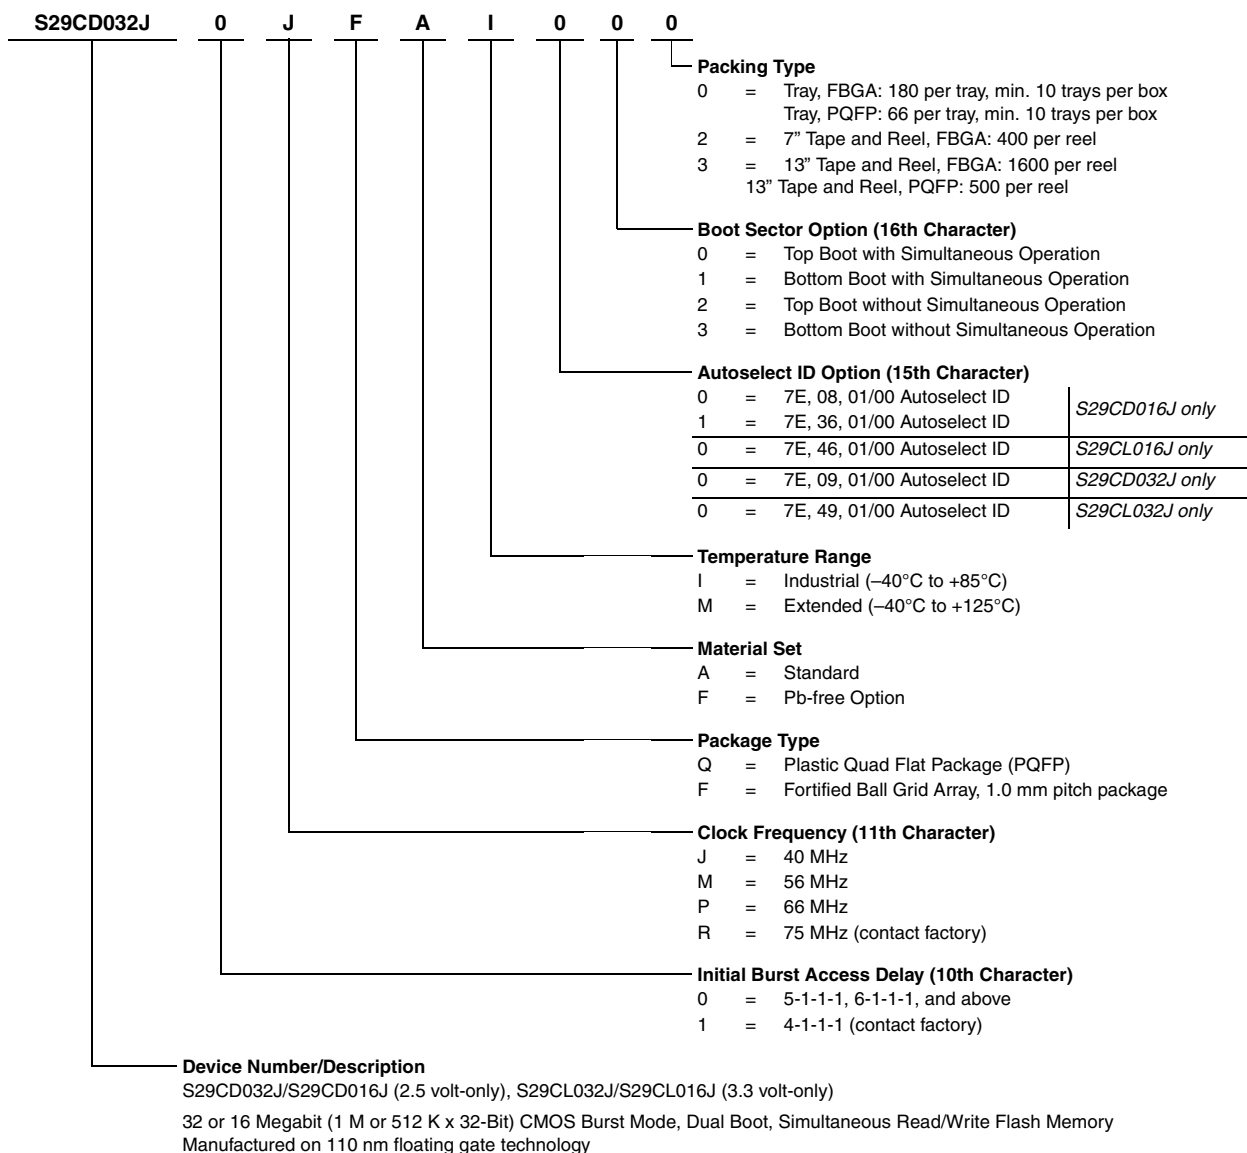 S29CD032J 0 J F A I 0 0 0
Packing Type
0 = Tray, FBGA: 180 per tray, min. 10 trays per box
Tray, PQFP: 66 per tray, min. 10 trays per box
2 = 7” Tape and Reel, FBGA: 400 per reel
3 = 13” Tape and Reel, FBGA: 1600 per reel
13” Tape and Reel, PQFP: 500 per reel
Boot Sector Option (16th Character)
0 = Top Boot with Simultaneous Operation
1 = Bottom Boot with Simultaneous Operation
2 = Top Boot without Simultaneous Operation
3 = Bottom Boot without Simultaneous Operation
Autoselect ID Option (15th Character)
0 = 7E, 08, 01/00 Autoselect ID
S29CD016J only
1 = 7E, 36, 01/00 Autoselect ID
0 = 7E, 46, 01/00 Autoselect ID S29CL016J only
0 = 7E, 09, 01/00 Autoselect ID S29CD032J only
0 = 7E, 49, 01/00 Autoselect ID S29CL032J only
Temperature Range
I = Industrial (–40°C to +85°C)
M = Extended (–40°C to +125°C)
Material Set
A = Standard
F = Pb-free Option
Package Type
Q = Plastic Quad Flat Package (PQFP)
F = Fortified Ball Grid Array, 1.0 mm pitch package
Clock Frequency (11th Character)
J = 40 MHz
M = 56 MHz
P = 66 MHz
R = 75 MHz (contact factory)
Initial Burst Access Delay (10th Character)
0 = 5-1-1-1, 6-1-1-1, and above
1 = 4-1-1-1 (contact factory)
Device Number/Description
S29CD032J/S29CD016J (2.5 volt-only), S29CL032J/S29CL016J (3.3 volt-only)
32 or 16 Megabit (1 M or 512 K x 32-Bit) CMOS Burst Mode, Dual Boot, Simultaneous Read/Write Flash Memory
Manufactured on 110 nm floating gate technology